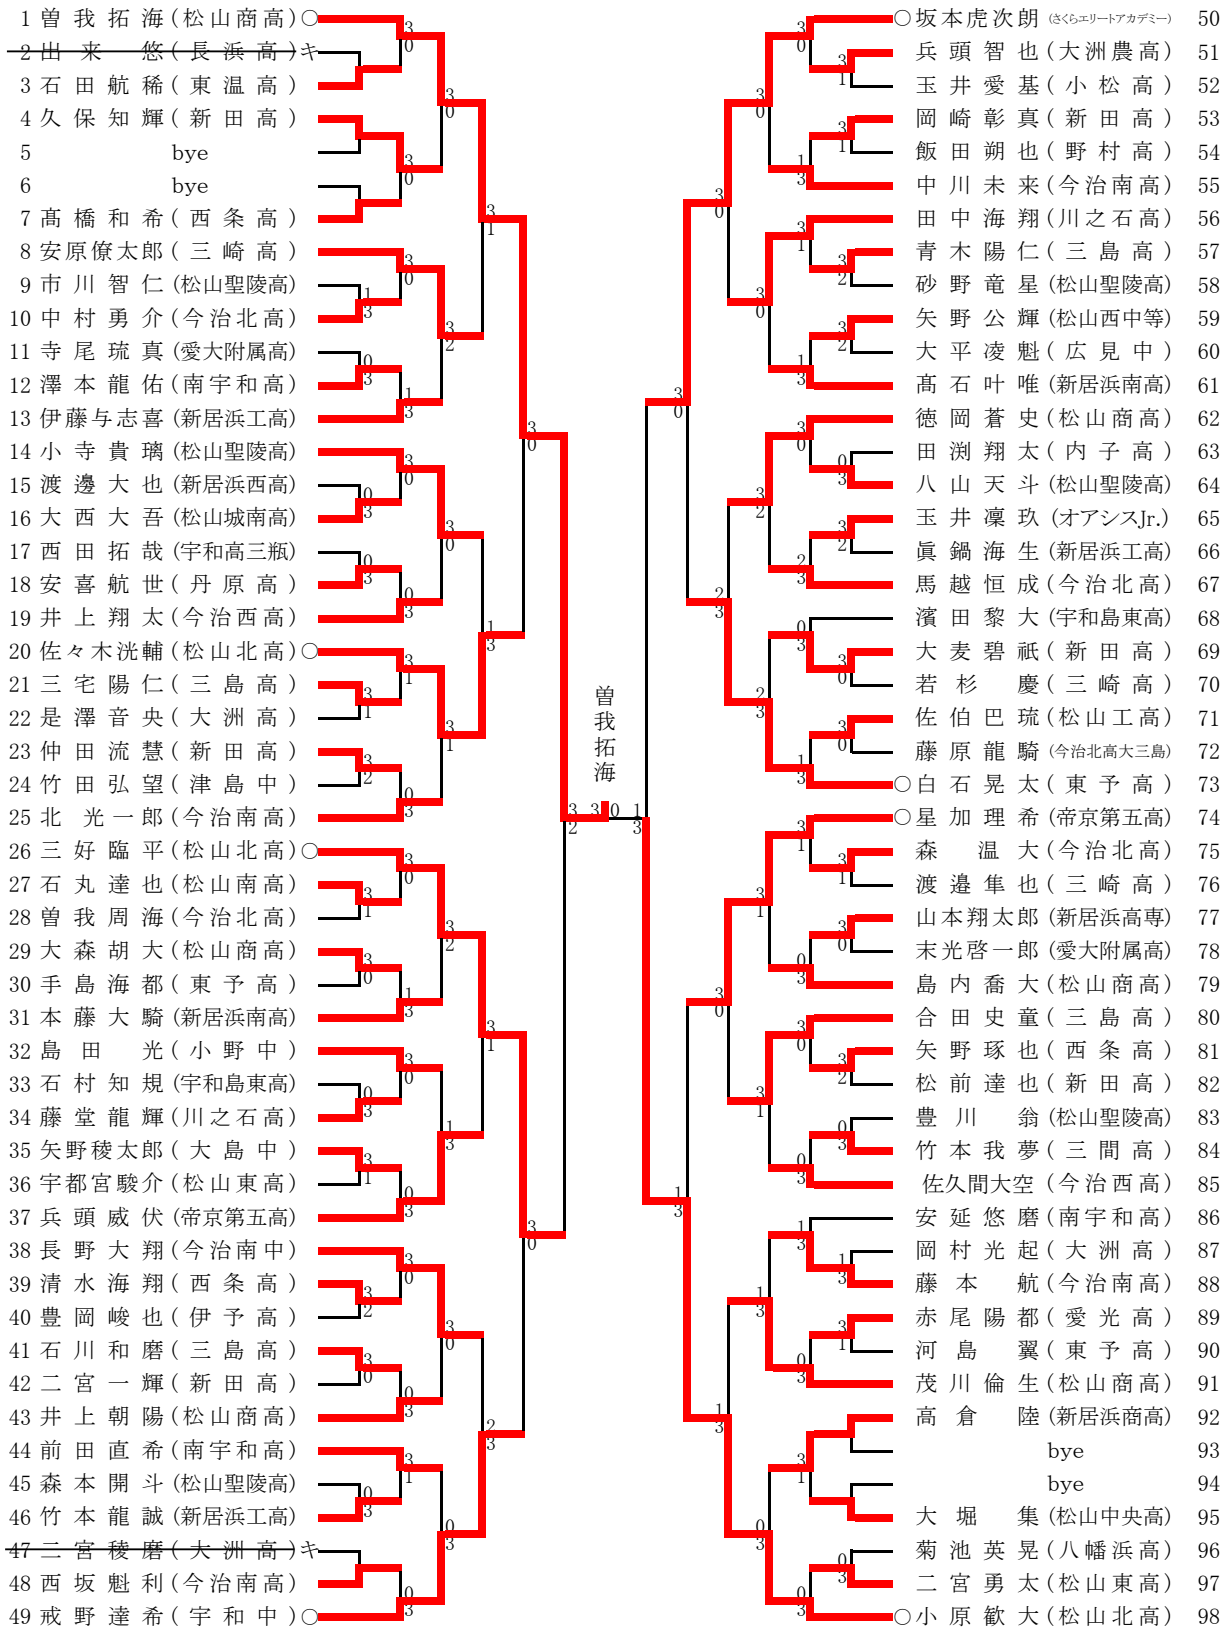 1 曽我拓海 (松山商高) ○
2 出来悠 (長浜高) キ
3 石田航稀 (東温高)
4 久保知輝 (新田高)
5 bye
6 bye
7 髙橋和希 (西条高)
8 安原僚太郎 (三崎高)
9 市川智仁 (松山聖陵高)
10 中村勇介 (今治北高)
11 寺尾琉真 (愛大附属高)
12 澤本龍佑 (南宇和高)
13 伊藤与志喜 (新居浜工高)
14 小寺貴璃 (松山聖陵高)
15 渡邊大也 (新居浜西高)
16 大西大吾 (松山城南高)
17 西田拓哉 (宇和高三瓶)
18 安喜航世 (丹原高)
19 井上翔太 (今治西高)
20 佐々木洸輔 (松山北高) ○
21 三宅陽仁 (三島高)
22 是澤音央 (大洲高)
23 仲田流慧 (新田高)
24 竹田弘望 (津島中)
25 北光一郎 (今治南高)
26 三好臨平 (松山北高) ○
27 石丸達也 (松山南高)
28 曽我周海 (今治北高)
29 大森胡大 (松山商高)
30 手島海都 (東予高)
31 本藤大騎 (新居浜南高)
32 島田光 (小野中)
33 石村知規 (宇和島東高)
34 藤堂龍輝 (川之石高)
35 矢野稜太郎 (大島中)
36 宇都宮駿介 (松山東高)
37 兵頭威伏 (帝京第五高)
38 長野大翔 (今治南中)
39 清水海翔 (西条高)
40 豊岡峻也 (伊予高)
41 石川和磨 (三島高)
42 二宮一輝 (新田高)
43 井上朝陽 (松山商高)
44 前田直希 (南宇和高)
45 森本開斗 (松山聖陵高)
46 竹本龍誠 (新居浜工高)
47 二宮稜磨 (大洲高) キ
48 西坂魁利 (今治南高)
49 戒野達希 (宇和中) ○
曽我拓海
3 3 0 1
2 3
○ 坂本虎次朗 (さくらエリートアカデミー) 50
兵頭智也 (大洲農高) 51
玉井愛基 (小松高) 52
岡崎彰真 (新田高) 53
飯田朔也 (野村高) 54
中川未来 (今治南高) 55
田中海翔 (川之石高) 56
青木陽仁 (三島高) 57
砂野竜星 (松山聖陵高) 58
矢野公輝 (松山西中等) 59
大平凌魁 (広見中) 60
髙石叶唯 (新居浜南高) 61
徳岡蒼史 (松山商高) 62
田渕翔太 (内子高) 63
八山天斗 (松山聖陵高) 64
玉井凜玖 (オアシスJr.) 65
眞鍋海生 (新居浜工高) 66
馬越恒成 (今治北高) 67
濱田黎大 (宇和島東高) 68
大麦碧祇 (新田高) 69
若杉慶 (三崎高) 70
佐伯巴琉 (松山工高) 71
藤原龍騎 (今治北高大三島) 72
○ 白石晃太 (東予高) 73
○ 星加理希 (帝京第五高) 74
森温大 (今治北高) 75
渡邉隼也 (三崎高) 76
山本翔太郎 (新居浜高専) 77
末光啓一郎 (愛大附属高) 78
島内喬大 (松山商高) 79
合田史童 (三島高) 80
矢野琢也 (西条高) 81
松前達也 (新田高) 82
豊川翁 (松山聖陵高) 83
竹本我夢 (三間高) 84
佐久間大空 (今治西高) 85
安延悠磨 (南宇和高) 86
岡村光起 (大洲高) 87
藤本航 (今治南高) 88
赤尾陽都 (愛光高) 89
河島翼 (東予高) 90
茂川倫生 (松山商高) 91
高倉陸 (新居浜商高) 92
bye 93
bye 94
大堀集 (松山中央高) 95
菊池英晃 (八幡浜高) 96
二宮勇太 (松山東高) 97
○ 小原歓大 (松山北高) 98